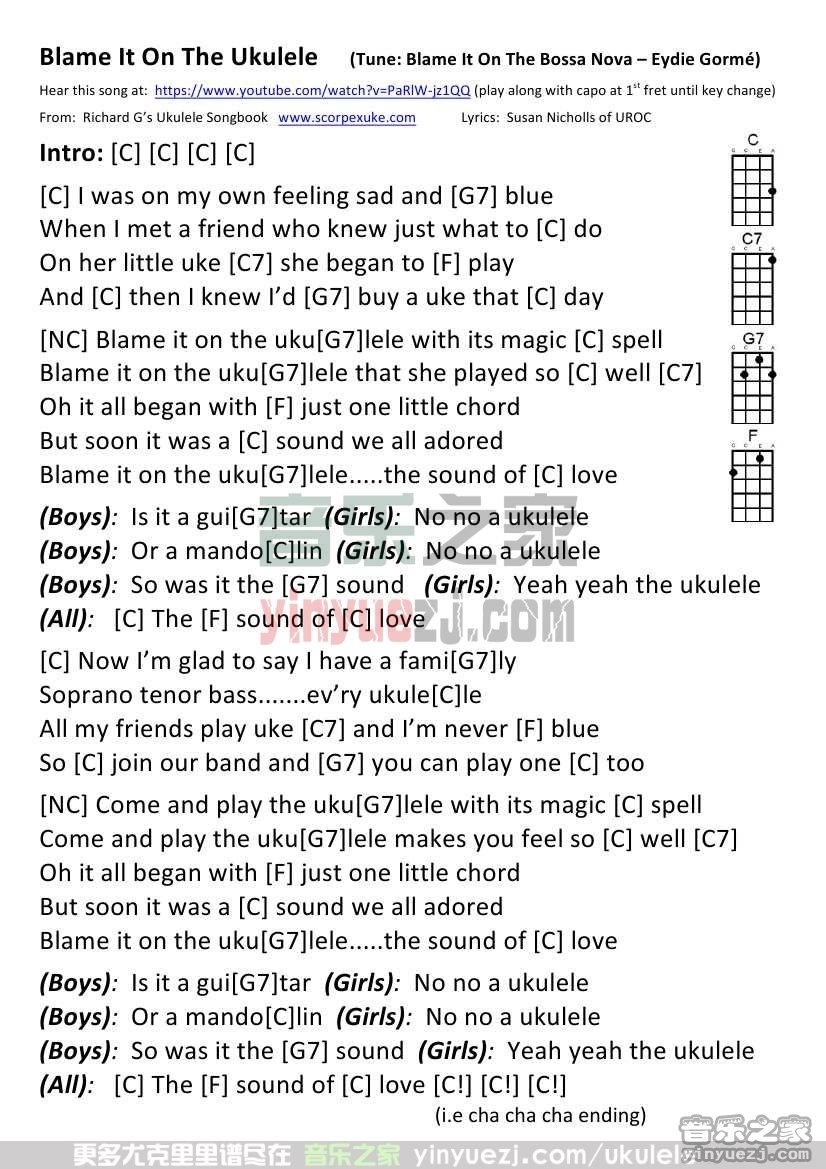 Blame It On The Ukulele (Tune: Blame It On The Bossa Nova – Eydie Gormé)
Hear this song at: https://www.youtube.com/watch?v=PaRlW-jz1QQ (play along with capo at 1st fret until key change)
From: Richard G's Ukulele Songbook www.scorpexuke.com Lyrics: Susan Nicholls of UROC
Intro: [C] [C] [C] [C]
[C] I was on my own feeling sad and [G7] blue
When I met a friend who knew just what to [C] do
On her little uke [C7] she began to [F] play
And [C] then I knew I'd [G7] buy a uke that [C] day
[NC] Blame it on the uku[G7]lele with its magic [C] spell
Blame it on the uku[G7]lele that she played so [C] well [C7]
Oh it all began with [F] just one little chord
But soon it was a [C] sound we all adored
Blame it on the uku[G7]lele.....the sound of [C] love
(Boys): Is it a gui[G7]tar (Girls): No no a ukulele
(Boys): Or a mando[C]lin (Girls): No no a ukulele
(Boys): So was it the [G7] sound (Girls): Yeah yeah the ukulele
(All): [C] The [F] sound of [C] love
[C] Now I'm glad to say I have a fami[G7]ly
Soprano tenor bass.......ev'ry ukule[C]le
All my friends play uke [C7] and I'm never [F] blue
So [C] join our band and [G7] you can play one [C] too
[NC] Come and play the uku[G7]lele with its magic [C] spell
Come and play the uku[G7]lele makes you feel so [C] well [C7]
Oh it all began with [F] just one little chord
But soon it was a [C] sound we all adored
Blame it on the uku[G7]lele.....the sound of [C] love
(Boys): Is it a gui[G7]tar (Girls): No no a ukulele
(Boys): Or a mando[C]lin (Girls): No no a ukulele
(Boys): So was it the [G7] sound (Girls): Yeah yeah the ukulele
(All): [C] The [F] sound of [C] love [C!] [C!] [C!]
(i.e cha cha cha ending)
C
G C E A
C7
G C E A
G7
G C E A
F
G C E A
音乐之家
yinyuezj.com
更多尤克里里谱尽在 音乐之家 yinyuezj.com/ukulele
音乐之家
yinyuezj.com